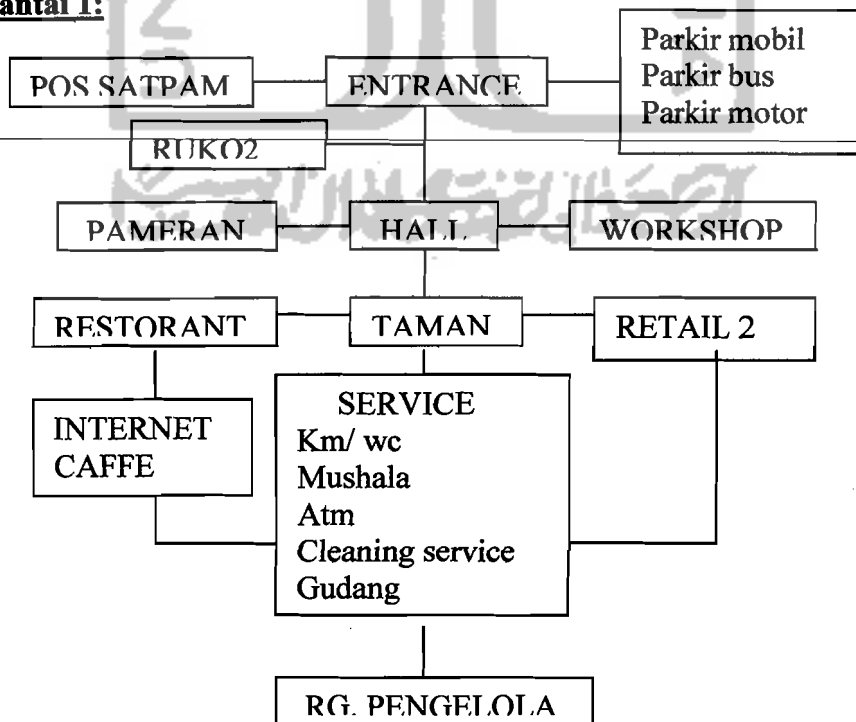 antai 1:
POS SATPAM
ENTRANCE
Parkir mobil
Parkir bus
Parkir motor
RUKO2
PAMERAN
HALL
WORKSHOP
RESTORANT
TAMAN
RETAIL 2
INTERNET
CAFFE
SERVICE
Km/ wc
Mushala
Atm
Cleaning service
Gudang
RG. PENGELOLA